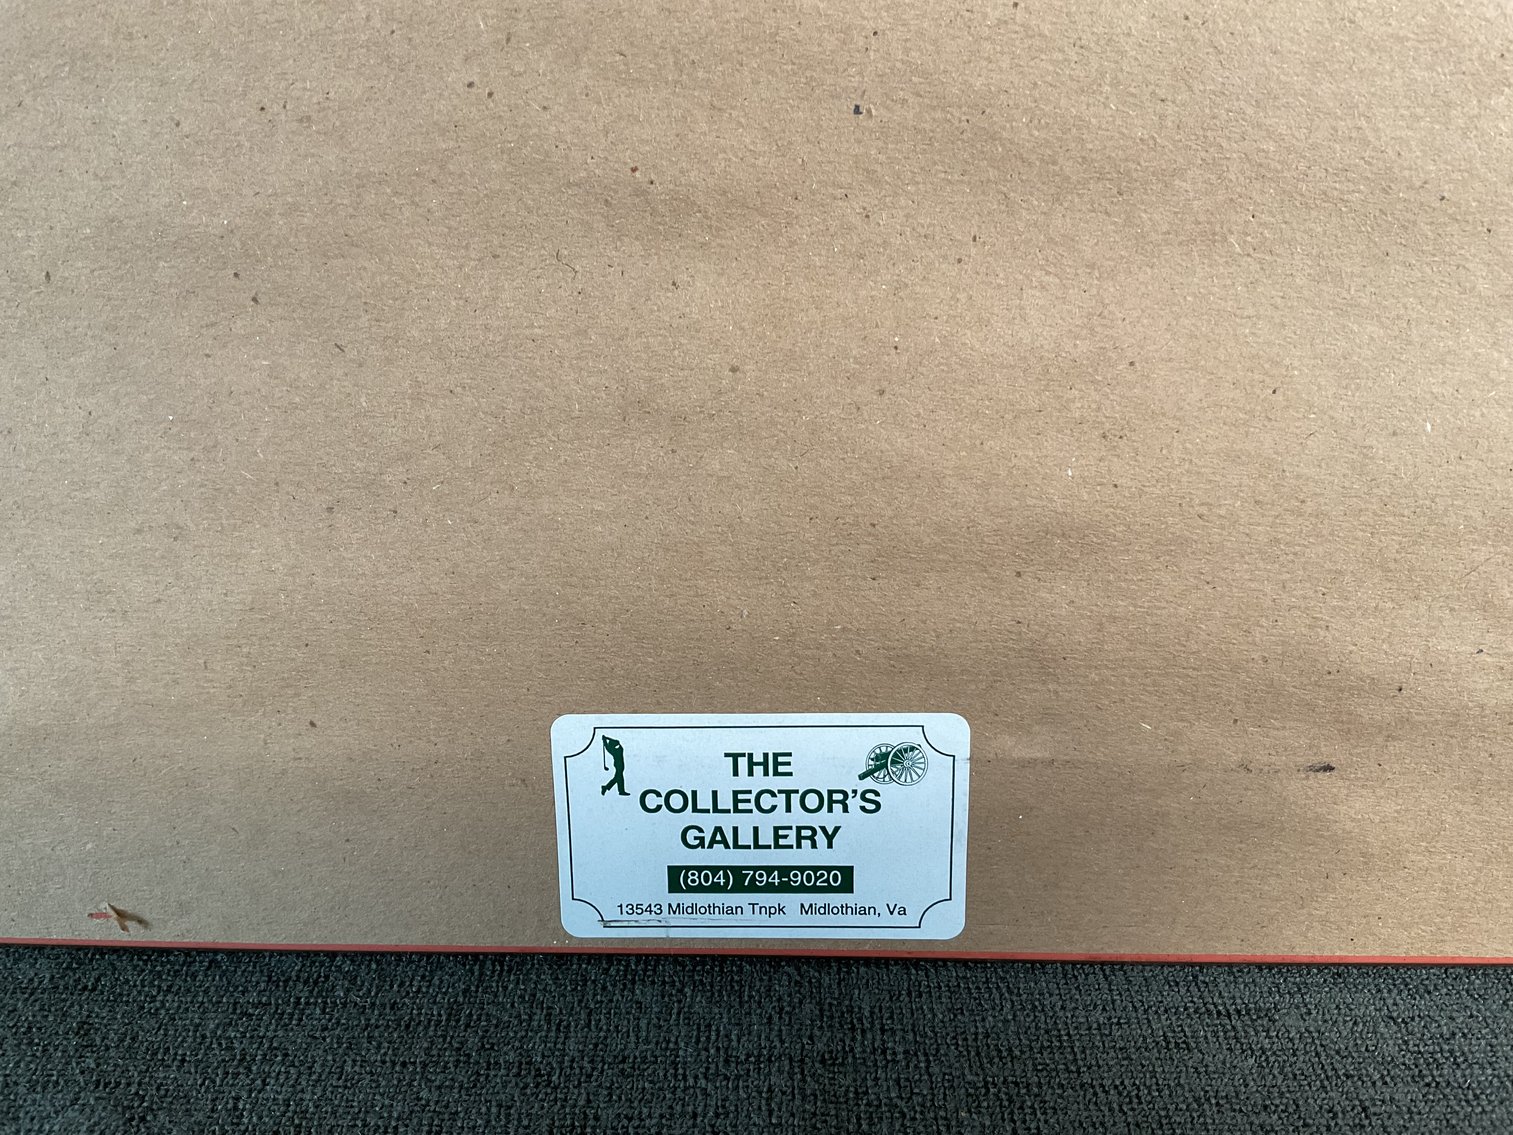 THE
COLLECTOR'S
GALLERY
(804) 794-9020
13543 Midlothian Tnpk Midlothian, Va